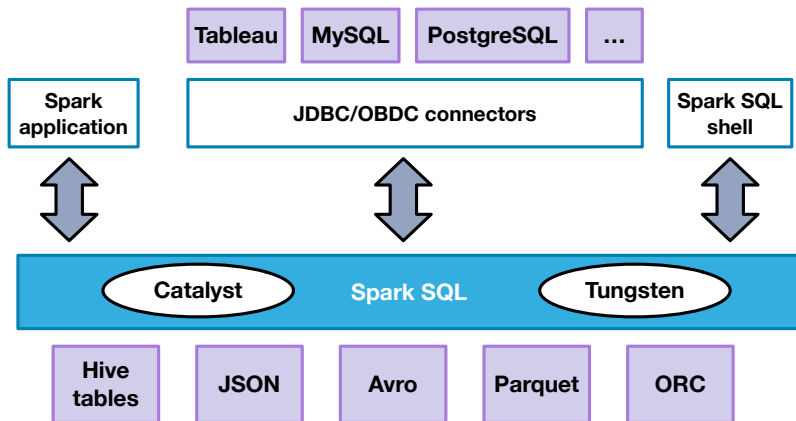 Tableau
MySQL
PostgreSQL
...
Spark
application
JDBC/OBDC connectors
Spark SQL
shell
Catalyst
Spark SQL
Tungsten
Hive
tables
JSON
Avro
Parquet
ORC